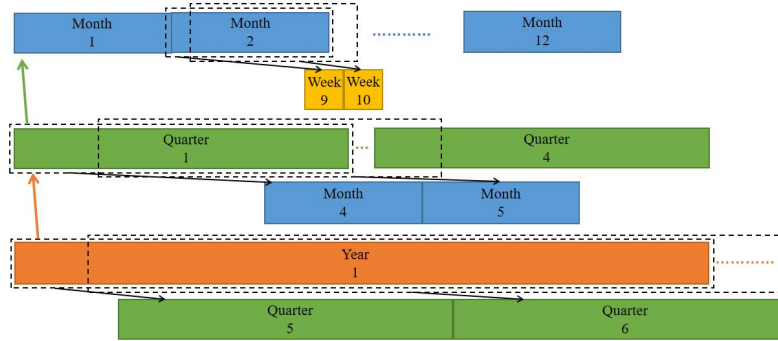 Month
1
Month
2
Month
12
Week
9
Week
10
Quarter
1
Quarter
4
Month
4
Month
5
Year
1
Quarter
5
Quarter
6